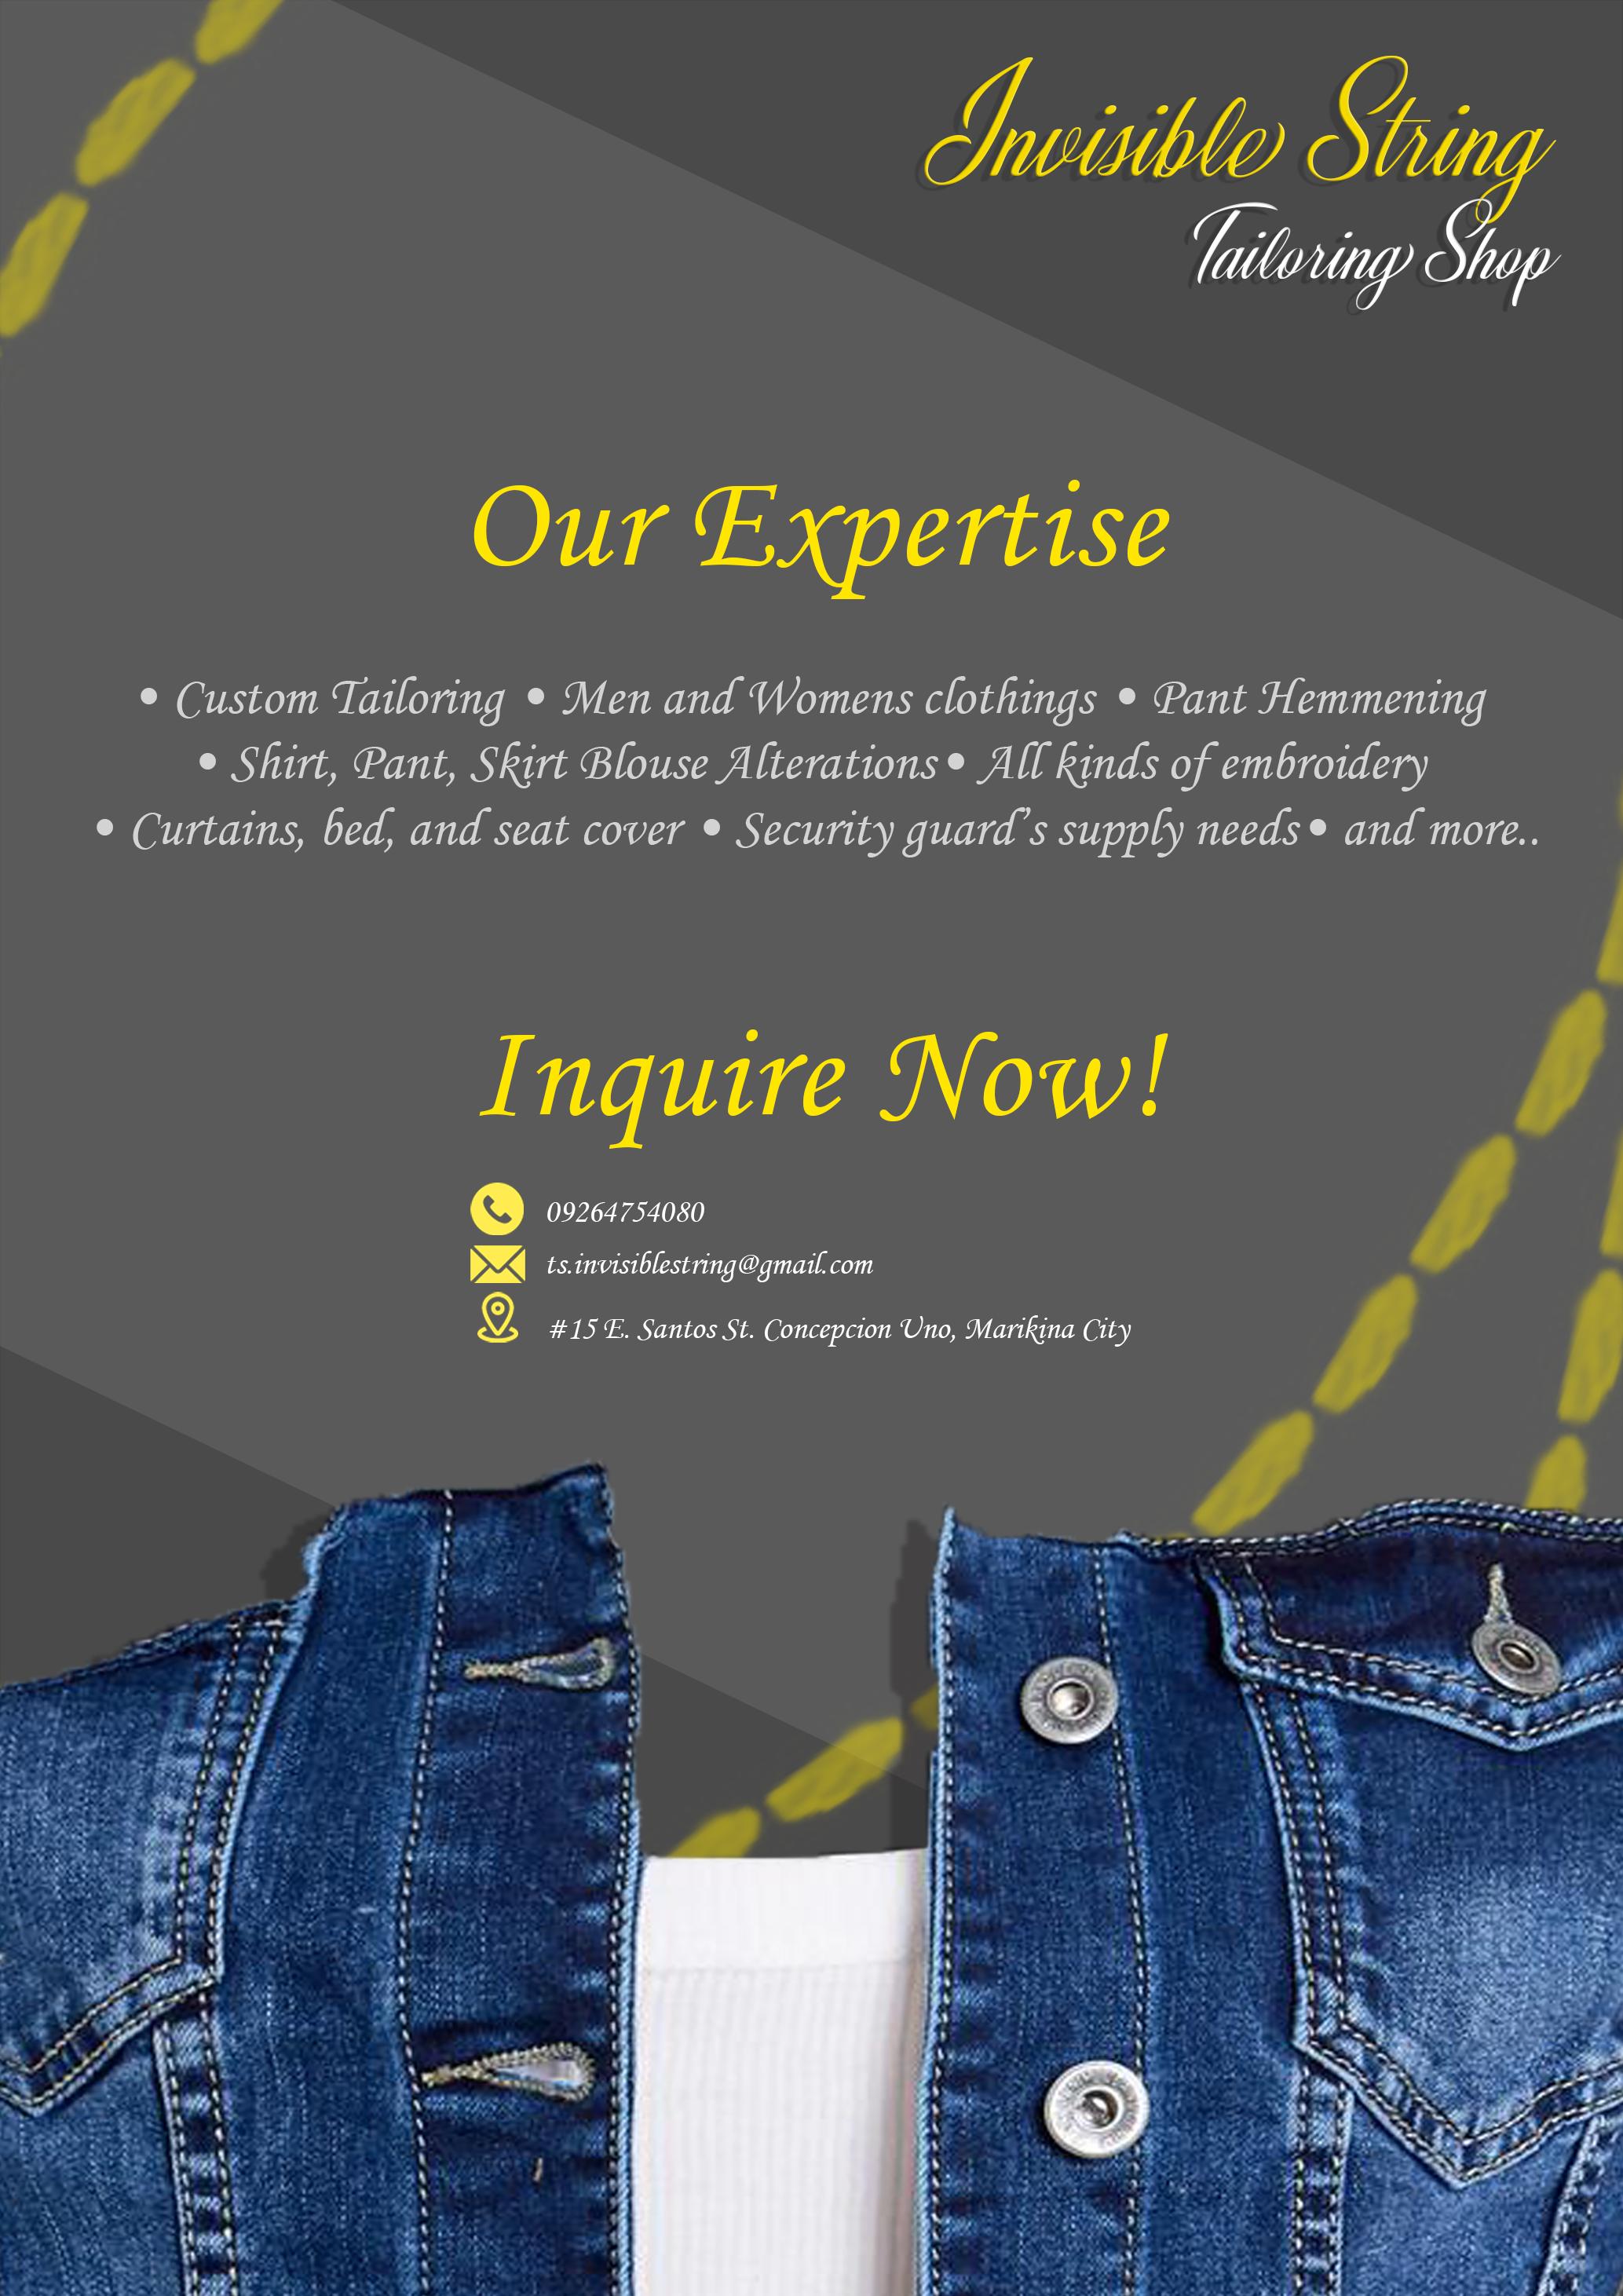 Invisible String
Tailoring Shop
Our Expertise
• Custom Tailoring • Men and Womens clothings • Pant Hemmening
• Shirt, Pant, Skirt Blouse Alterations • All kinds of embroidery
• Curtains, bed, and seat cover • Security guard's supply needs • and more..
Inquire Now!
09264754080
ts.invisiblestring@gmail.com
#15 E. Santos St. Concepcion Uno, Marikina City